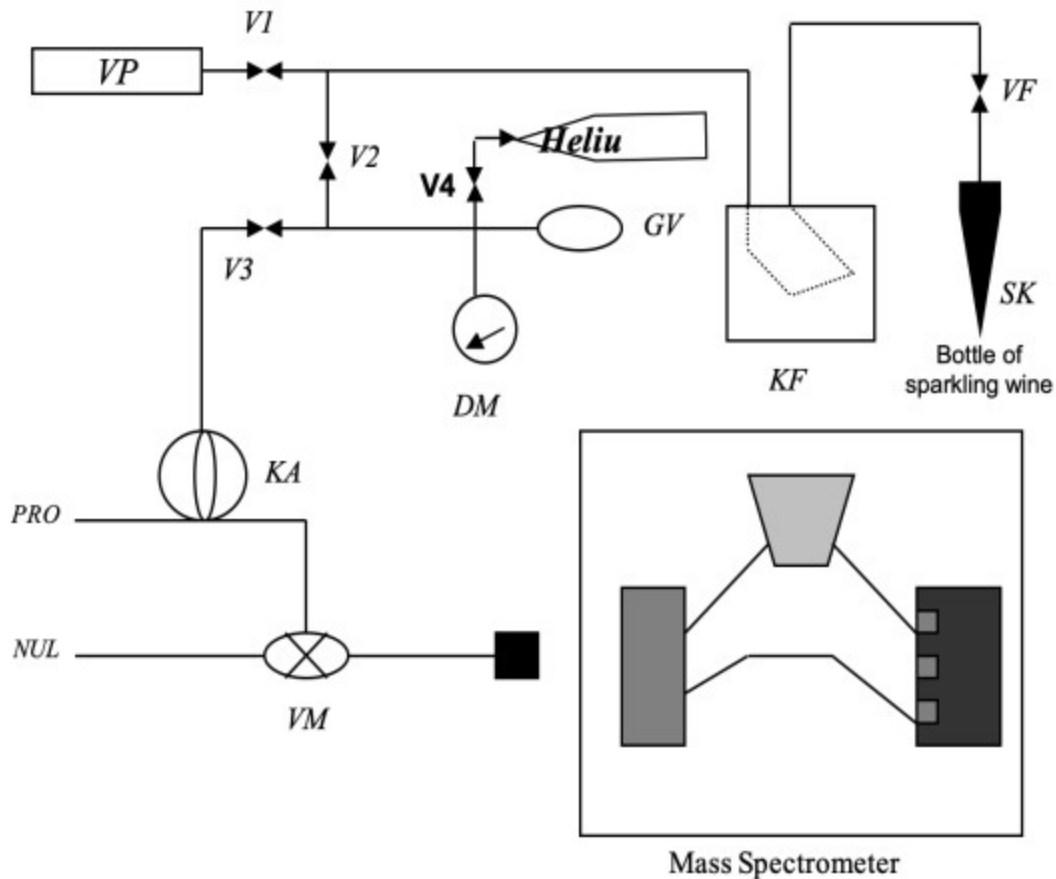 V1
VP
VF
Heliu
V2
V4
GV
V3
SK
Bottle of
sparkling wine
KF
DM
KA
PRO
NUL
VM
Mass Spectrometer